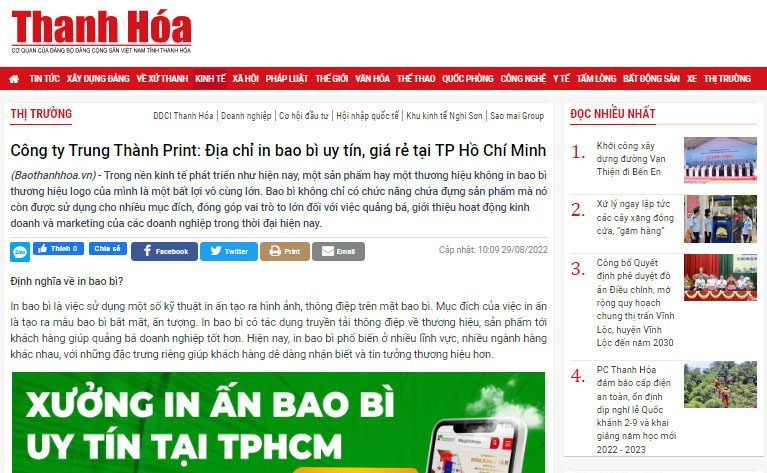 Thanh Hóa
CƠ QUAN CỦA ĐẢNG BỘ ĐẢNG CỘNG SẢN VIỆT NAM TỈNH THANH HÓA
TIN TỨC XÂY DỰNG ĐẢNG VỀ XỨ THANH KINH TẾ XÃ HỘI PHÁP LUẬT THẾ GIỚI VĂN HÓA THỂ THAO QUỐC PHÒNG CÔNG NGHỆ Y TẾ TẤM LÒNG BẤT ĐỘNG SẢN XE THỊ TRƯỜNG
THỊ TRƯỜNG
DDCI Thanh Hóa | Doanh nghiệp | Cơ hội đầu tư | Hội nhập quốc tế | Khu kinh tế Nghi Sơn | Sao mai Group
Công ty Trung Thành Print: Địa chỉ in bao bì uy tín, giá rẻ tại TP Hồ Chí Minh
(Baothanhhoa.vn) - Trong nền kinh tế phát triển như hiện nay, một sản phẩm hay một thương hiệu không in bao bì
thương hiệu logo của mình là một bất lợi vô cùng lớn. Bao bì không chỉ có chức năng chứa đựng sản phẩm mà nó
còn được sử dụng cho nhiều mục đích, đóng góp vai trò to lớn đối với việc quảng bá, giới thiệu hoạt động kinh
doanh và marketing của các doanh nghiệp trong thời đại hiện nay.
Zalo
Thích 0
Chia sẻ
Facebook
Twitter
Print
Email
Cập nhật: 10:09 29/08/2022
Định nghĩa về in bao bì?
In bao bì là việc sử dụng một số kỹ thuật in ấn tạo ra hình ảnh, thông điệp trên mặt bao bì. Mục đích của việc in ấn
là tạo ra mẫu bao bì bắt mắt, ấn tượng. In bao bì có tác dụng truyền tải thông điệp về thương hiệu, sản phẩm tới
khách hàng giúp quảng bá doanh nghiệp tốt hơn. Hiện nay, in bao bì phổ biến ở nhiều lĩnh vực, nhiều ngành hàng
khác nhau, với những đặc trưng riêng giúp khách hàng dễ dàng nhận biết và tin tưởng thương hiệu hơn.
XƯỞNG IN ẤN BAO BÌ
UY TÍN TẠI TPHCM
ĐỌC NHIỀU NHẤT
1.
Khởi công xây
dựng đường Vạn
Thiện đi Bến En
2.
Xử lý ngay lập tức
các cây xăng đóng
cửa, “găm hàng”
3.
Công bố Quyết
định phê duyệt đồ
án Điều chỉnh, mở
rộng quy hoạch
chung thị trấn Vĩnh
Lộc, huyện Vĩnh
Lộc đến năm 2030
4.
PC Thanh Hóa
đảm bảo cấp điện
an toàn, ổn định
dịp nghỉ lễ Quốc
khánh 2-9 và khai
giảng năm học mới
2022 - 2023